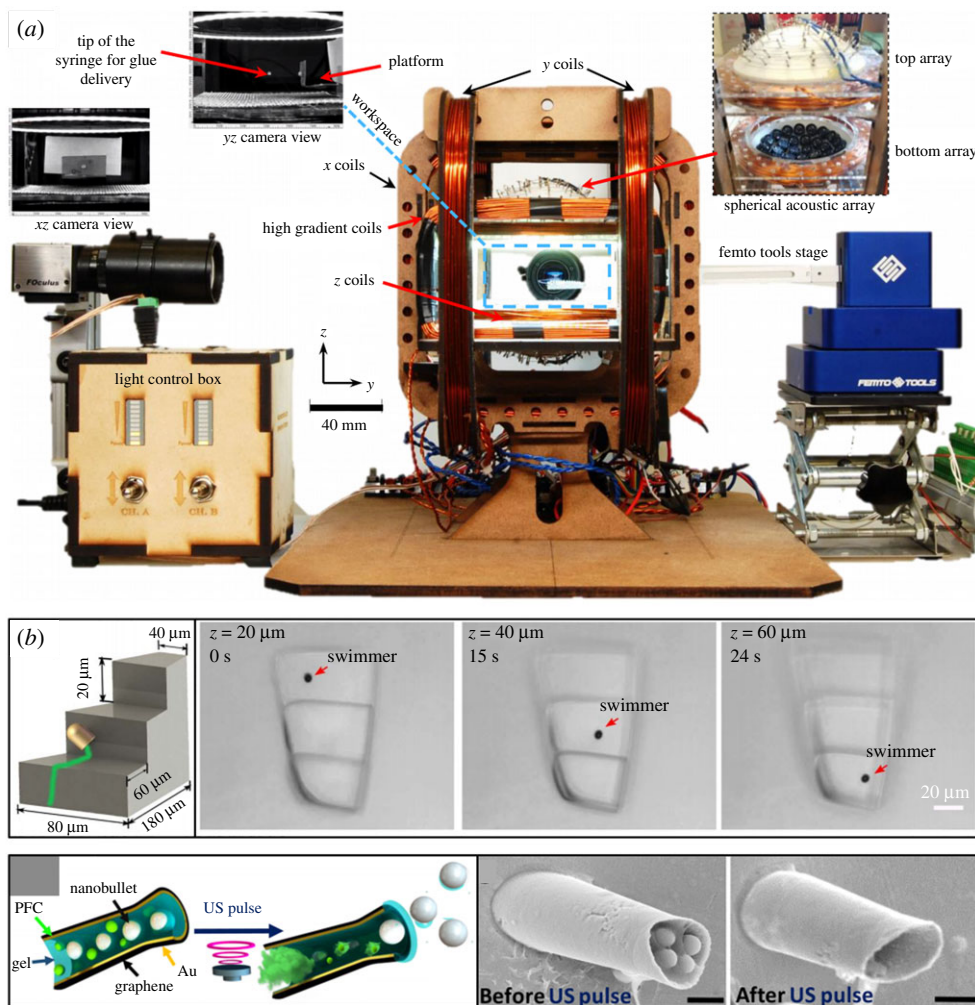 (a)
tip of the
syringe for glue
delivery
platform
yz camera view
xz camera view
workspace
y coils
x coils
high gradient coils
z coils
top array
bottom array
spherical acoustic array
femto tools stage
FOculus
light control box
CH. A
CH. B
z
y
40 mm
FEMTO TOOLS
(b)
40 µm
20 µm
60 µm
80 µm
180 µm
z = 20 µm
0 s
swimmer
z = 40 µm
15 s
swimmer
z = 60 µm
24 s
swimmer
20 µm
nanobullet
PFC
gel
graphene
Au
US pulse
Before US pulse
After US pulse